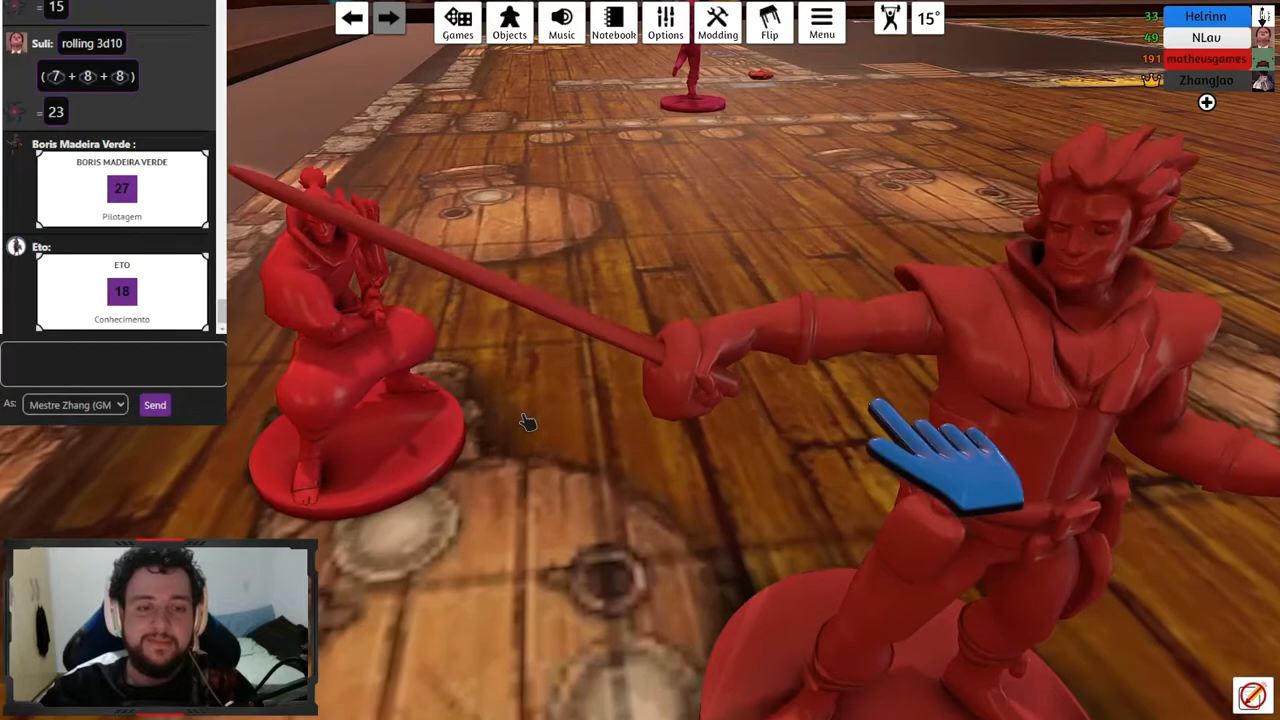 = 15
Suli: rolling 3d10
(7 + 8 + 8)
= 23
Boris Madeira Verde :
BORIS MADEIRA VERDE
27
Pilotagem
Eto:
ETO
18
Conhecimento
As: Mestre Zhang (GM Send
Games Objects Music Notebook Options Modding Flip Menu 15°
33 Helrinn
49 NLav
191 matheusgames
ZhangJao